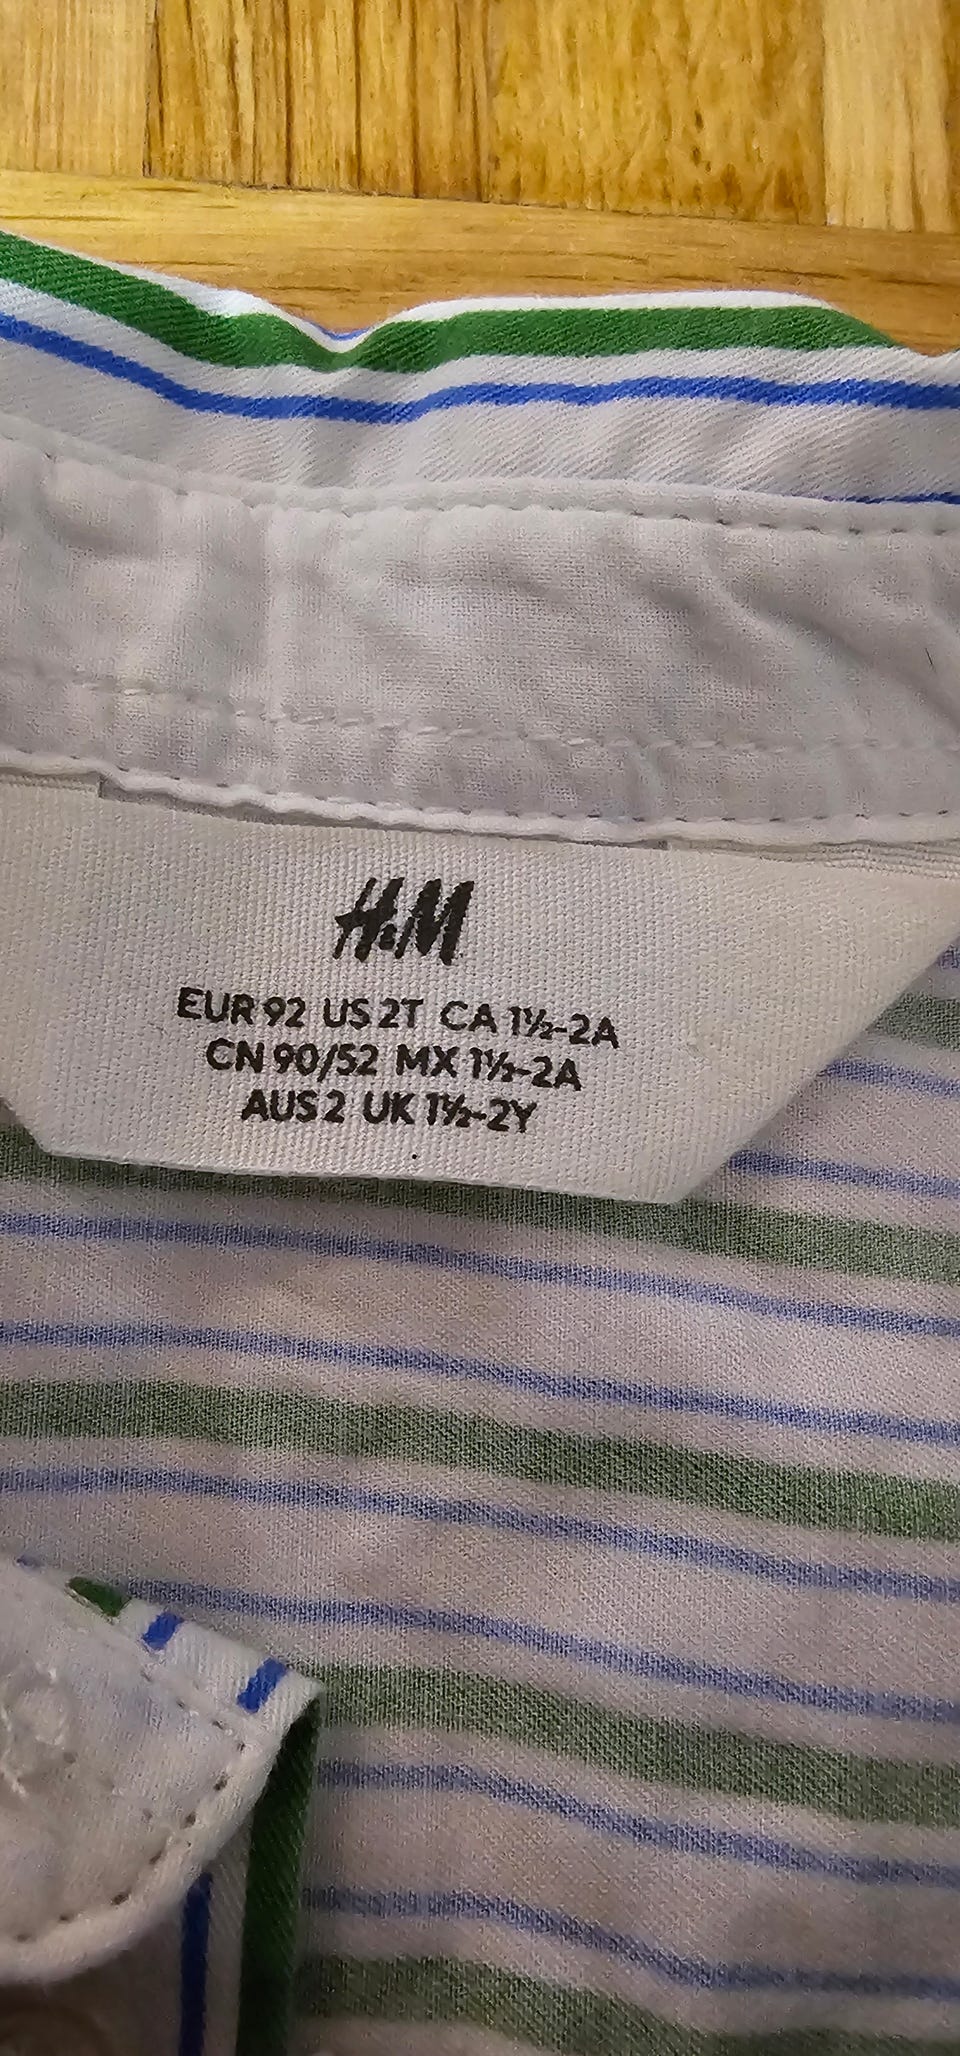 H&M
EUR 92 US 2T CA 1½-2A
CN 90/52 MX 1½-2A
AUS 2 UK 1½-2Y